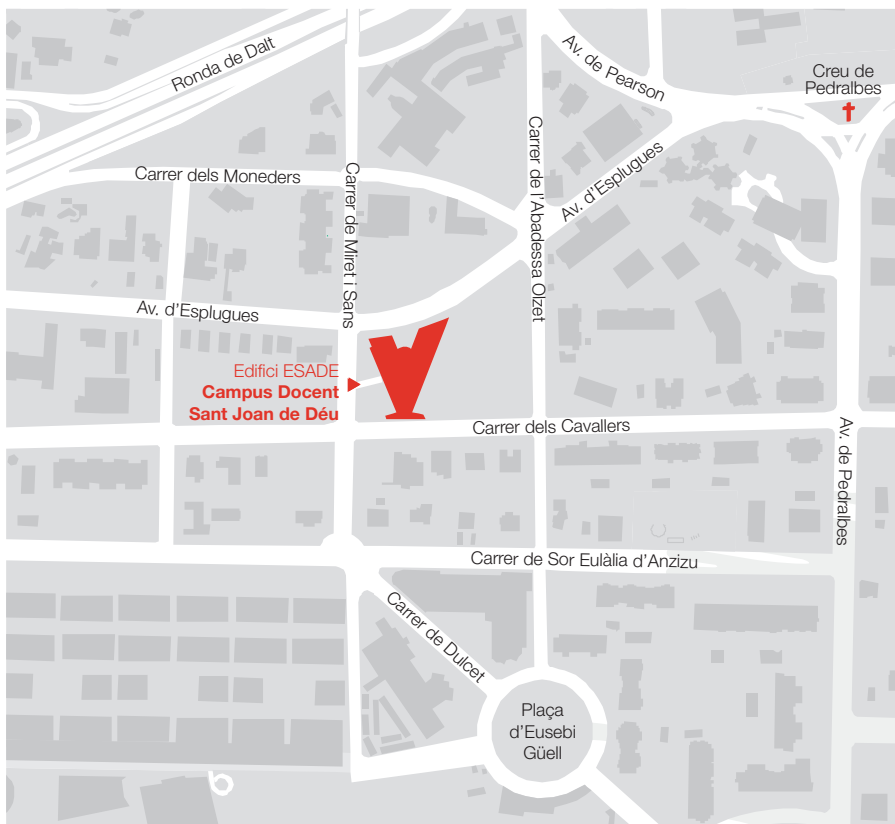 Ronda de Dalt
Av. de Pearson
Creu de
Pedralbes
Carrer dels Moneders
Carrer de Miret i Sans
Carrer de l'Abadessa Olzet
Av. d'Esplugues
Av. d'Esplugues
Edifici ESADE
Campus Docent
Sant Joan de Déu
Carrer dels Cavallers
Av. de Pedralbes
Carrer de Sor Eulàlia d'Anzizu
Carrer de Dulcet
Plaça
d'Eusebi
Güell